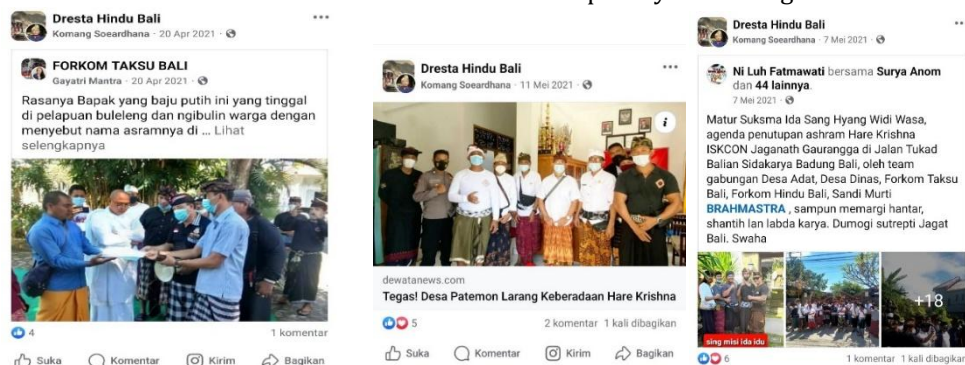 Dresta Hindu Bali
Komang Soeardhana · 20 Apr 2021 ·
FORKOM TAKSU BALI
Gayatri Mantra · 20 Apr 2021 ·
Rasanya Bapak yang baju putih ini yang tinggal
di pelapuan buleleng dan ngibulin warga dengan
menyebut nama asramnya di ... Lihat
selengkapnya
4
1 komentar
Suka Komentar Kirim Bagikan
Dresta Hindu Bali
Komang Soeardhana · 11 Mei 2021 ·
dewatanews.com
Tegas! Desa Patemon Larang Keberadaan Hare Krishna
5
2 komentar 1 kali dibagikan
Suka Komentar Kirim Bagikan
Dresta Hindu Bali
Komang Soeardhana · 7 Mei 2021 ·
Ni Luh Fatmawati bersama Surya Anom
dan 44 lainnya.
7 Mei 2021 ·
Matur Suksma Ida Sang Hyang Widi Wasa,
agenda penutupan ashram Hare Krishna
ISKCON Jaganath Gaurangga di Jalan Tukad
Balian Sidakarya Badung Bali, oleh team
gabungan Desa Adat, Desa Dinas, Forkom Taksu
Bali, Forkom Hindu Bali, Sandi Murti
BRAHMASTRA , sampun memargi hantar,
shantih lan labda karya. Dumogi sutrepti Jagat
Bali. Swaha
sing misi ida idu
+18
6
1 komentar 1 kali dibagikan